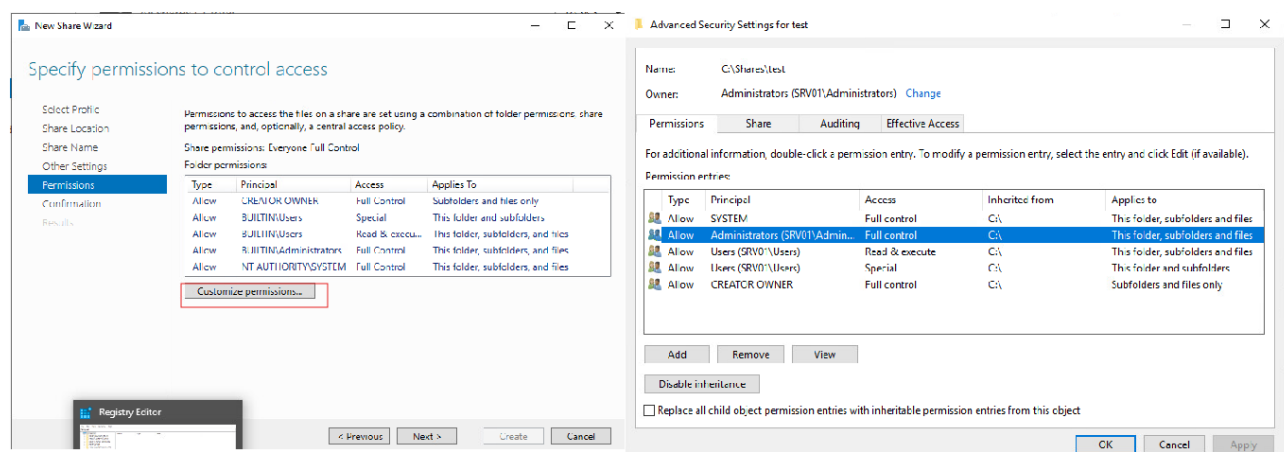 New Share Wizard
Specify permissions to control access
Select Profile
Share Location
Share Name
Other Settings
Permissions
Confirmation
Results
Permissions to access the files on a share are set using a combination of folder permissions, share
permissions, and, optionally, a central access policy.
Share permissions: Everyone Full Control
Folder permissions:
Type Principal Access Applies To
Allow CREATOR OWNER Full Control Subfolders and files only
Allow BUILTIN\Users Special This folder and subfolders
Allow BUILTIN\Users Read & execu... This folder, subfolders, and files
Allow BUILTIN\Administrators Full Control This folder, subfolders, and files
Allow NT AUTHORITY\SYSTEM Full Control This folder, subfolders, and files
Customize permissions...
Registry Editor
< Previous Next > Create Cancel
Advanced Security Settings for test
Name: C:\Shares\test
Owner: Administrators (SRV01\Administrators) Change
Permissions Share Auditing Effective Access
For additional information, double-click a permission entry. To modify a permission entry, select the entry and click Edit (if available).
Permission entries:
Type Principal Access Inherited from Applies to
Allow SYSTEM Full control C:\ This folder, subfolders and files
Allow Administrators (SRV01\Admin... Full control C:\ This folder, subfolders and files
Allow Users (SRV01\Users) Read & execute C:\ This folder, subfolders and files
Allow Users (SRV01\Users) Special C:\ This folder and subfolders
Allow CREATOR OWNER Full control C:\ Subfolders and files only
Add Remove View
Disable inheritance
Replace all child object permission entries with inheritable permission entries from this object
OK Cancel Apply